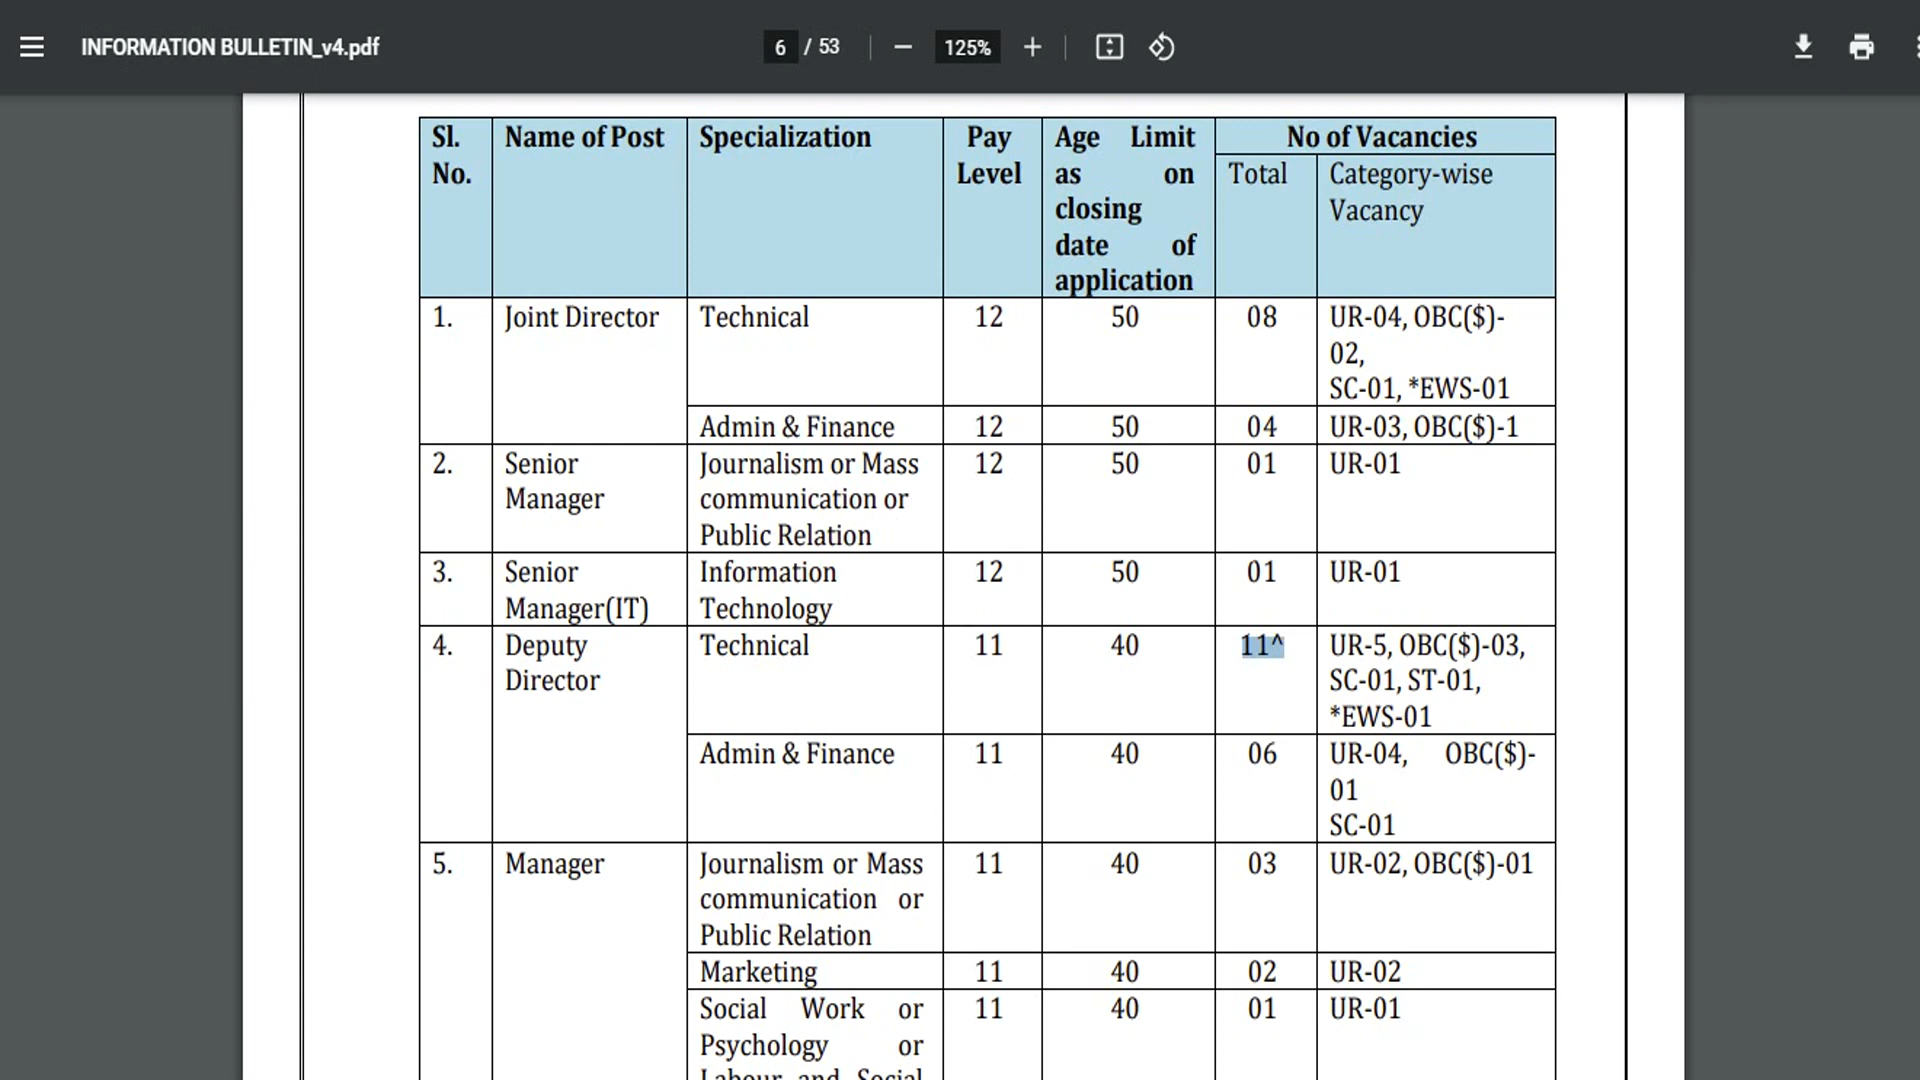 INFORMATION BULLETIN_v4.pdf
6 / 53
125%
Sl. No.
Name of Post
Specialization
Pay Level
Age Limit as on closing date of application
No of Vacancies
Total
Category-wise Vacancy
1.
Joint Director
Technical
12
50
08
UR-04, OBC($)-
02,
SC-01, *EWS-01
Admin & Finance
12
50
04
UR-03, OBC($)-1
2.
Senior
Manager
Journalism or Mass
communication or
Public Relation
12
50
01
UR-01
3.
Senior
Manager(IT)
Information
Technology
12
50
01
UR-01
4.
Deputy
Director
Technical
11
40
11^
UR-5, OBC($)-03,
SC-01, ST-01,
*EWS-01
Admin & Finance
11
40
06
UR-04, OBC($)-
01
SC-01
5.
Manager
Journalism or Mass
communication or
Public Relation
11
40
03
UR-02, OBC($)-01
Marketing
11
40
02
UR-02
Social Work or
Psychology or
Labour and Social
11
40
01
UR-01